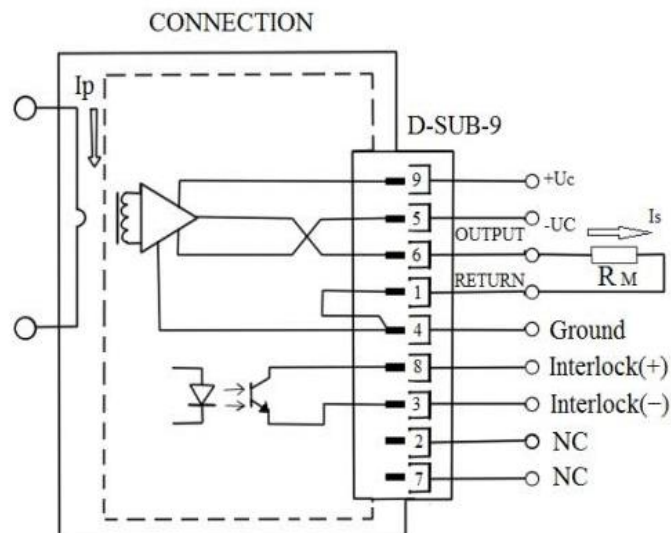 CONNECTION
Ip
D-SUB-9
9 +Uc
5 -UC Is
OUTPUT
6
RM
1 RETURN
4 Ground
8 Interlock(+)
3 Interlock(−)
2 NC
7 NC